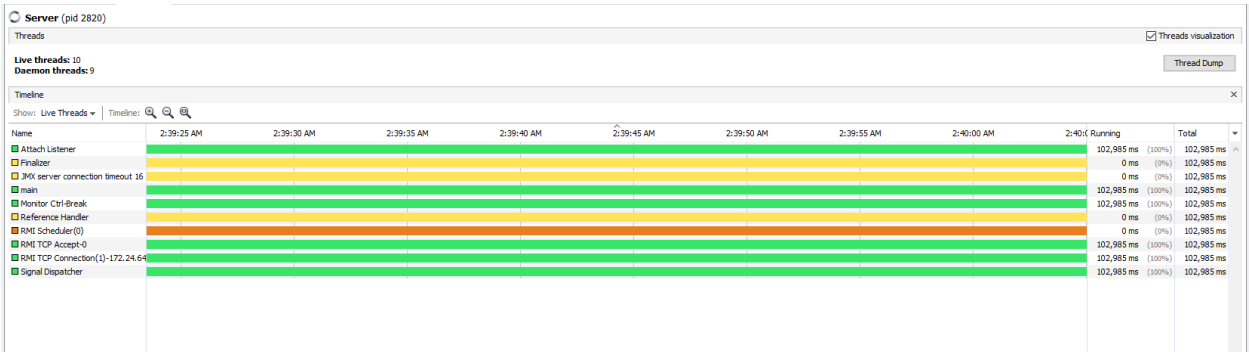 Server (pid 2820)
Threads Threads visualization
Live threads: 10
Daemon threads: 9
Thread Dump
Timeline
Show: Live Threads Timeline:
Name 2:39:25 AM 2:39:30 AM 2:39:35 AM 2:39:40 AM 2:39:45 AM 2:39:50 AM 2:39:55 AM 2:40:00 AM 2:40:0 Running Total
Attach Listener 102,985 ms (100%) 102,985 ms
Finalizer 0 ms (0%) 102,985 ms
JMX server connection timeout 16 0 ms (0%) 102,985 ms
main 102,985 ms (100%) 102,985 ms
Monitor Ctrl-Break 102,985 ms (100%) 102,985 ms
Reference Handler 0 ms (0%) 102,985 ms
RMI Scheduler(0) 0 ms (0%) 102,985 ms
RMI TCP Accept-0 102,985 ms (100%) 102,985 ms
RMI TCP Connection(1)-172.24.64 102,985 ms (100%) 102,985 ms
Signal Dispatcher 102,985 ms (100%) 102,985 ms